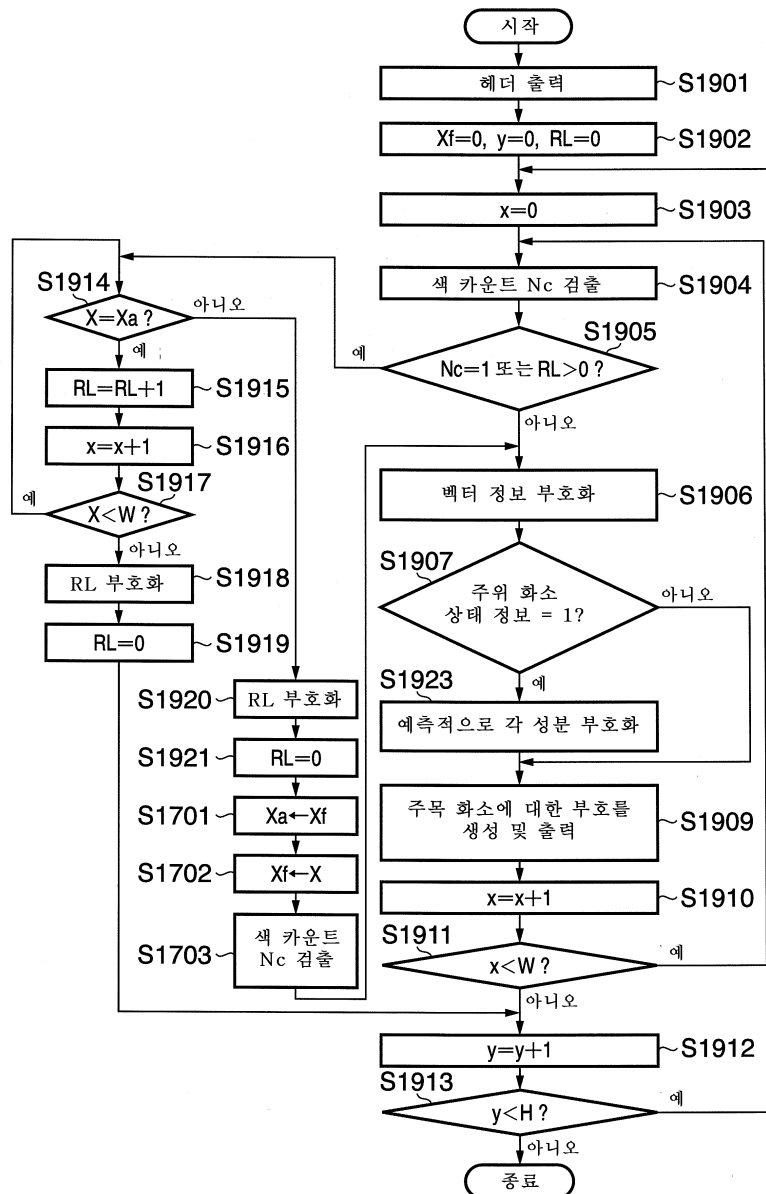 시작
헤더 출력
S1901
Xf=0, y=0, RL=0
S1902
x=0
S1903
색 카운트 Nc 검출
S1904
S1905
Nc=1 또는 RL>0 ?
예
아니오
벡터 정보 부호화
S1906
S1907
주위 화소
상태 정보 = 1?
아니오
예
S1923
예측적으로 각 성분 부호화
주목 화소에 대한 부호를
생성 및 출력
S1909
x=x+1
S1910
S1911
x<W ?
예
아니오
y=y+1
S1912
S1913
y<H ?
예
아니오
종료
S1914
X=Xa ?
아니오
예
RL=RL+1
S1915
x=x+1
S1916
S1917
X<W ?
예
아니오
RL 부호화
S1918
RL=0
S1919
S1920
RL 부호화
S1921
RL=0
S1701
Xa←Xf
S1702
Xf←X
S1703
색 카운트
Nc 검출